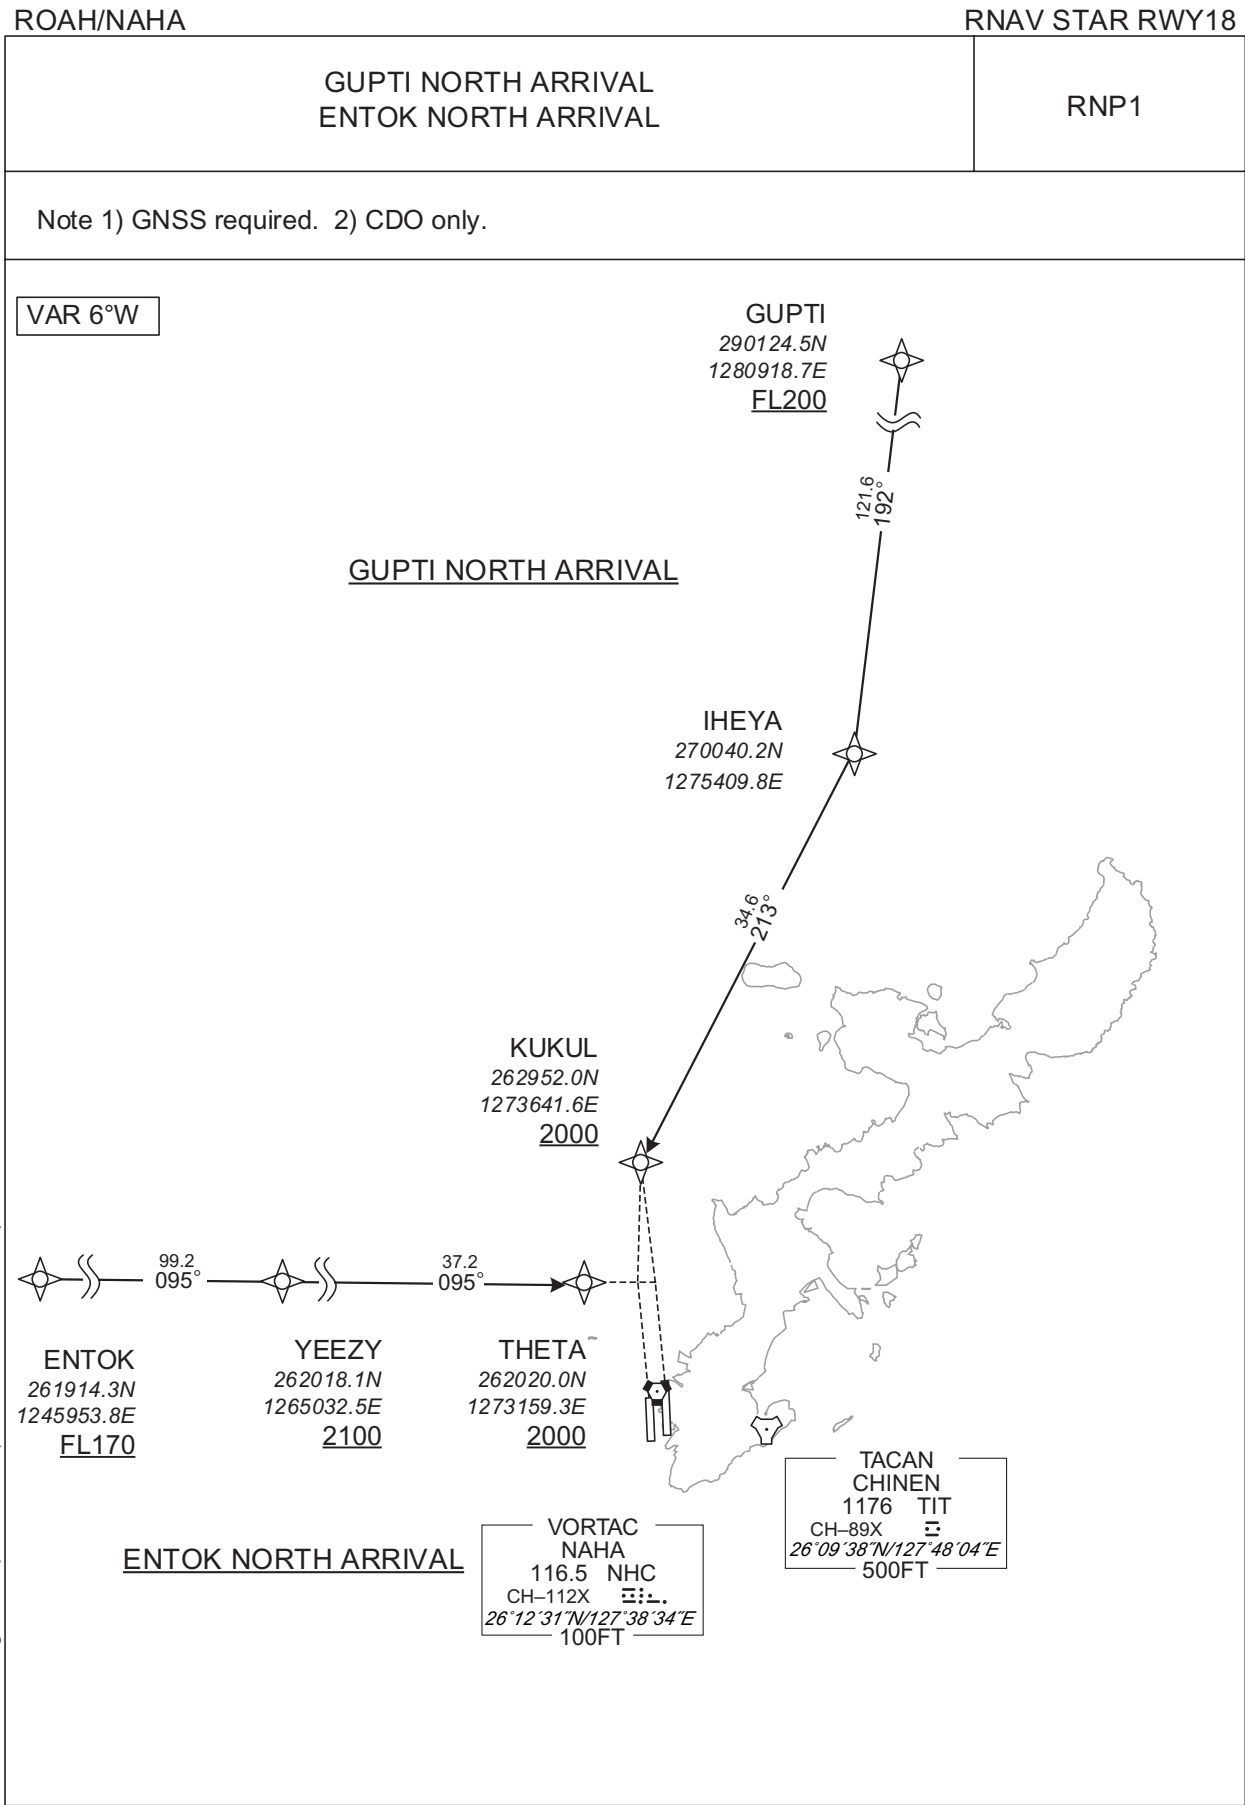 ROAH/NAHA
RNAV STAR RWY18
GUPTI NORTH ARRIVAL
ENTOK NORTH ARRIVAL
RNP1
Note 1) GNSS required.  2) CDO only.
VAR 6°W
GUPTI
290124.5N
1280918.7E
FL200
121.6
192°
GUPTI NORTH ARRIVAL
IHEYA
270040.2N
1275409.8E
34.6
213°
KUKUL
262952.0N
1273641.6E
2000
99.2
095°
37.2
095°
ENTOK
261914.3N
1245953.8E
FL170
YEEZY
262018.1N
1265032.5E
2100
THETA
262020.0N
1273159.3E
2000
ENTOK NORTH ARRIVAL
VORTAC
NAHA
116.5 NHC
CH–112X
26°12′31″N/127°38′34″E
100FT
TACAN
CHINEN
1176 TIT
CH–89X
26°09′38″N/127°48′04″E
500FT